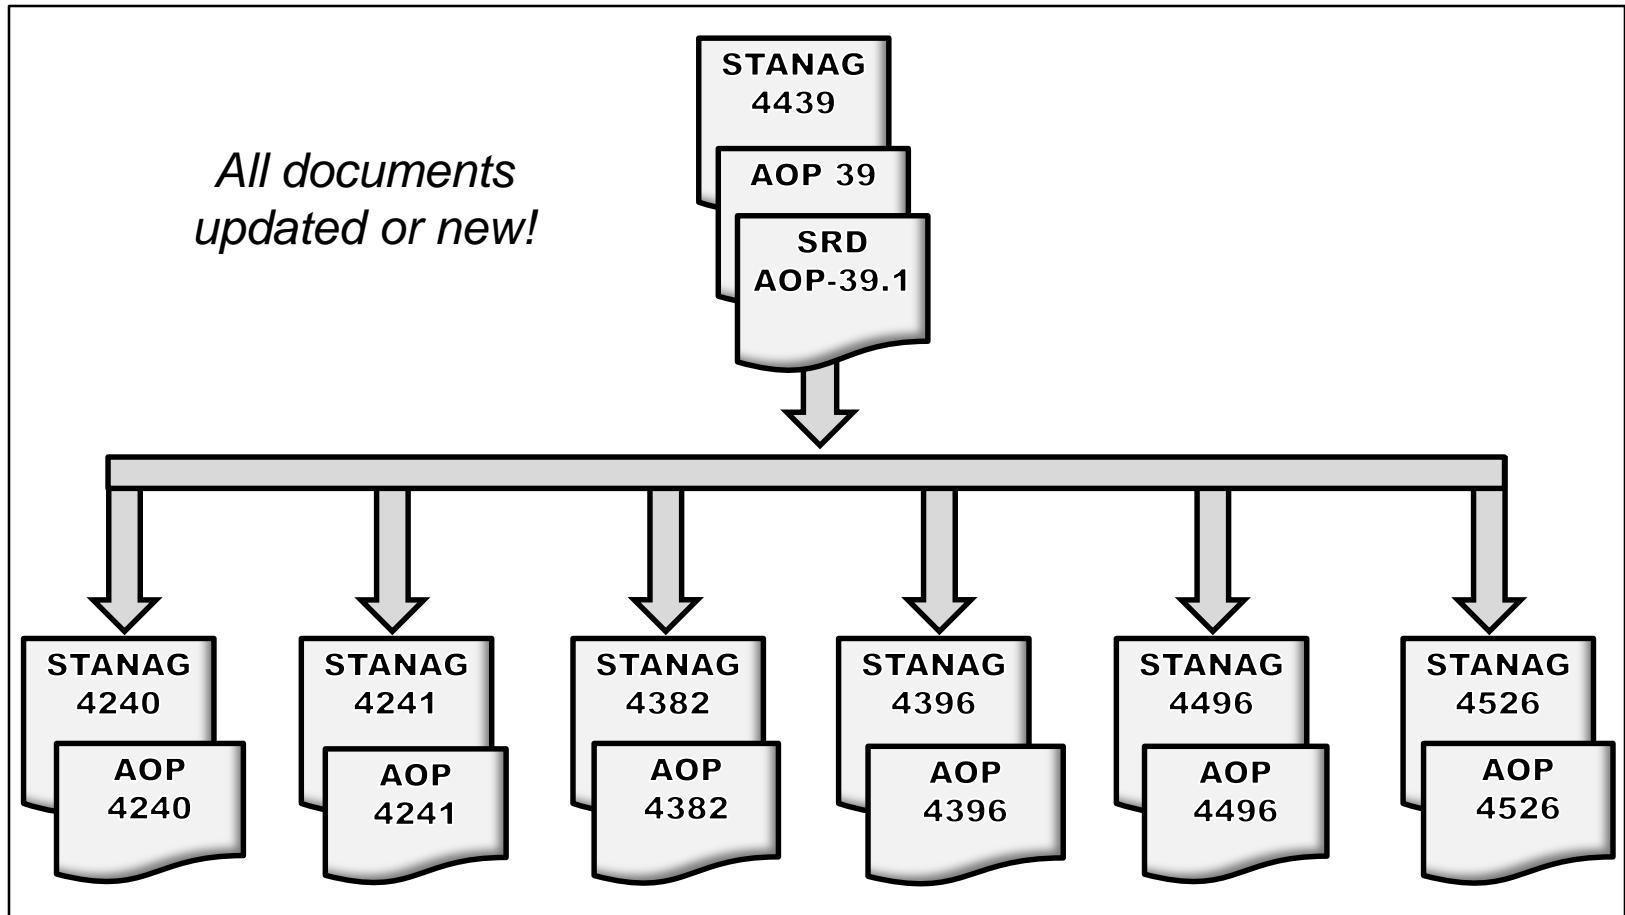 STANAG
4439
AOP 39
SRD
AOP-39.1
All documents
updated or new!
STANAG
4240
AOP
4240
STANAG
4241
AOP
4241
STANAG
4382
AOP
4382
STANAG
4396
AOP
4396
STANAG
4496
AOP
4496
STANAG
4526
AOP
4526